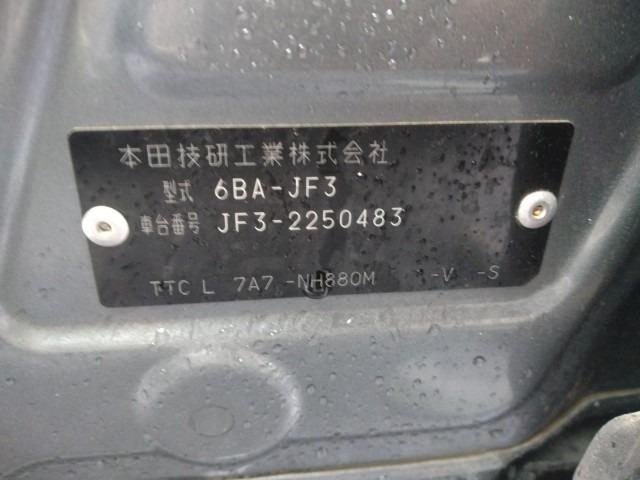 本田技研工業株式会社
型式 6BA-JF3
車台番号 JF3-2250483
TTC L 7A7 -NH880M -V -S